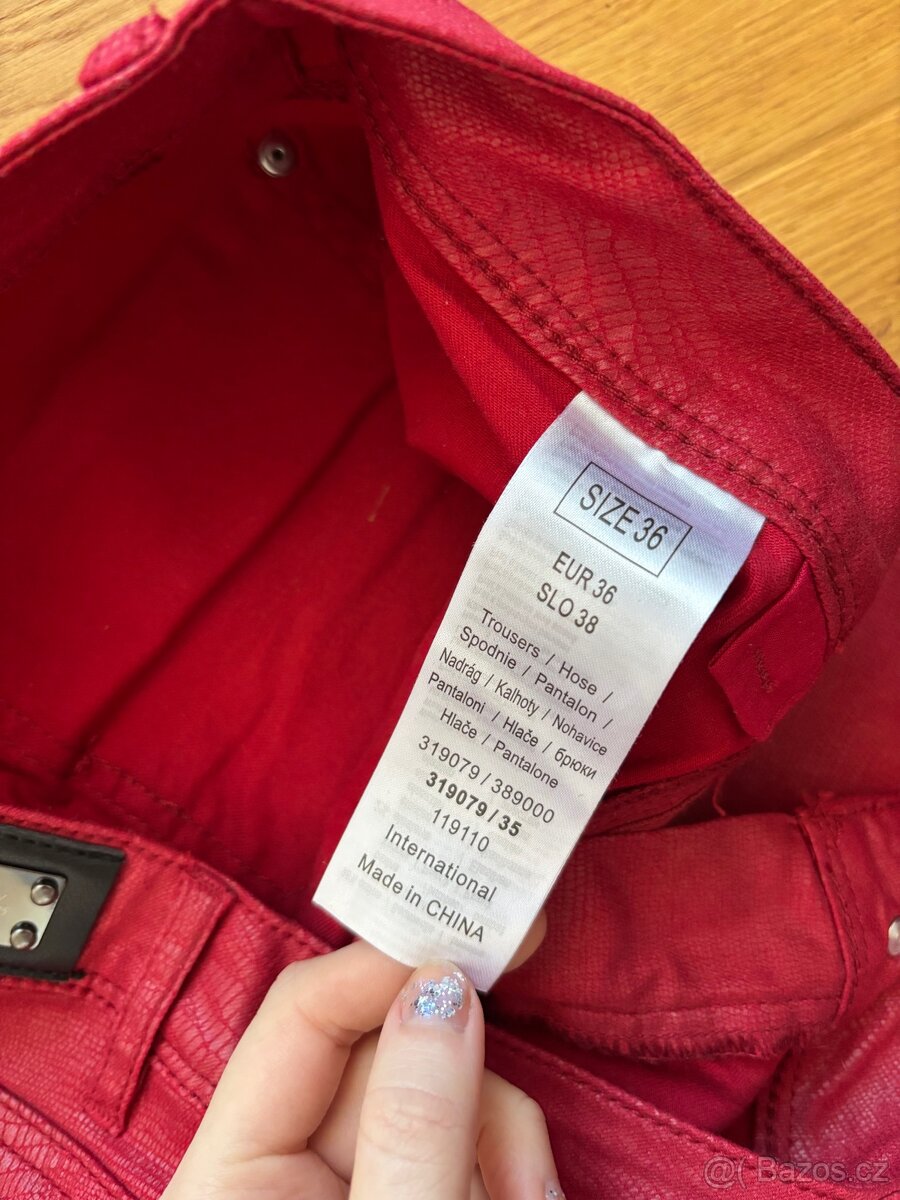 SIZE 36
EUR 36
SLO 38
Trousers / Hose /
Spodnie / Pantalon /
Nadrág / Kalhoty / Nohavice
Pantaloni / Hlače / брюки
Hlače / Pantalone
319079 / 389000
319079 / 35
119110
International
Made in CHINA
@( Bazos.cz